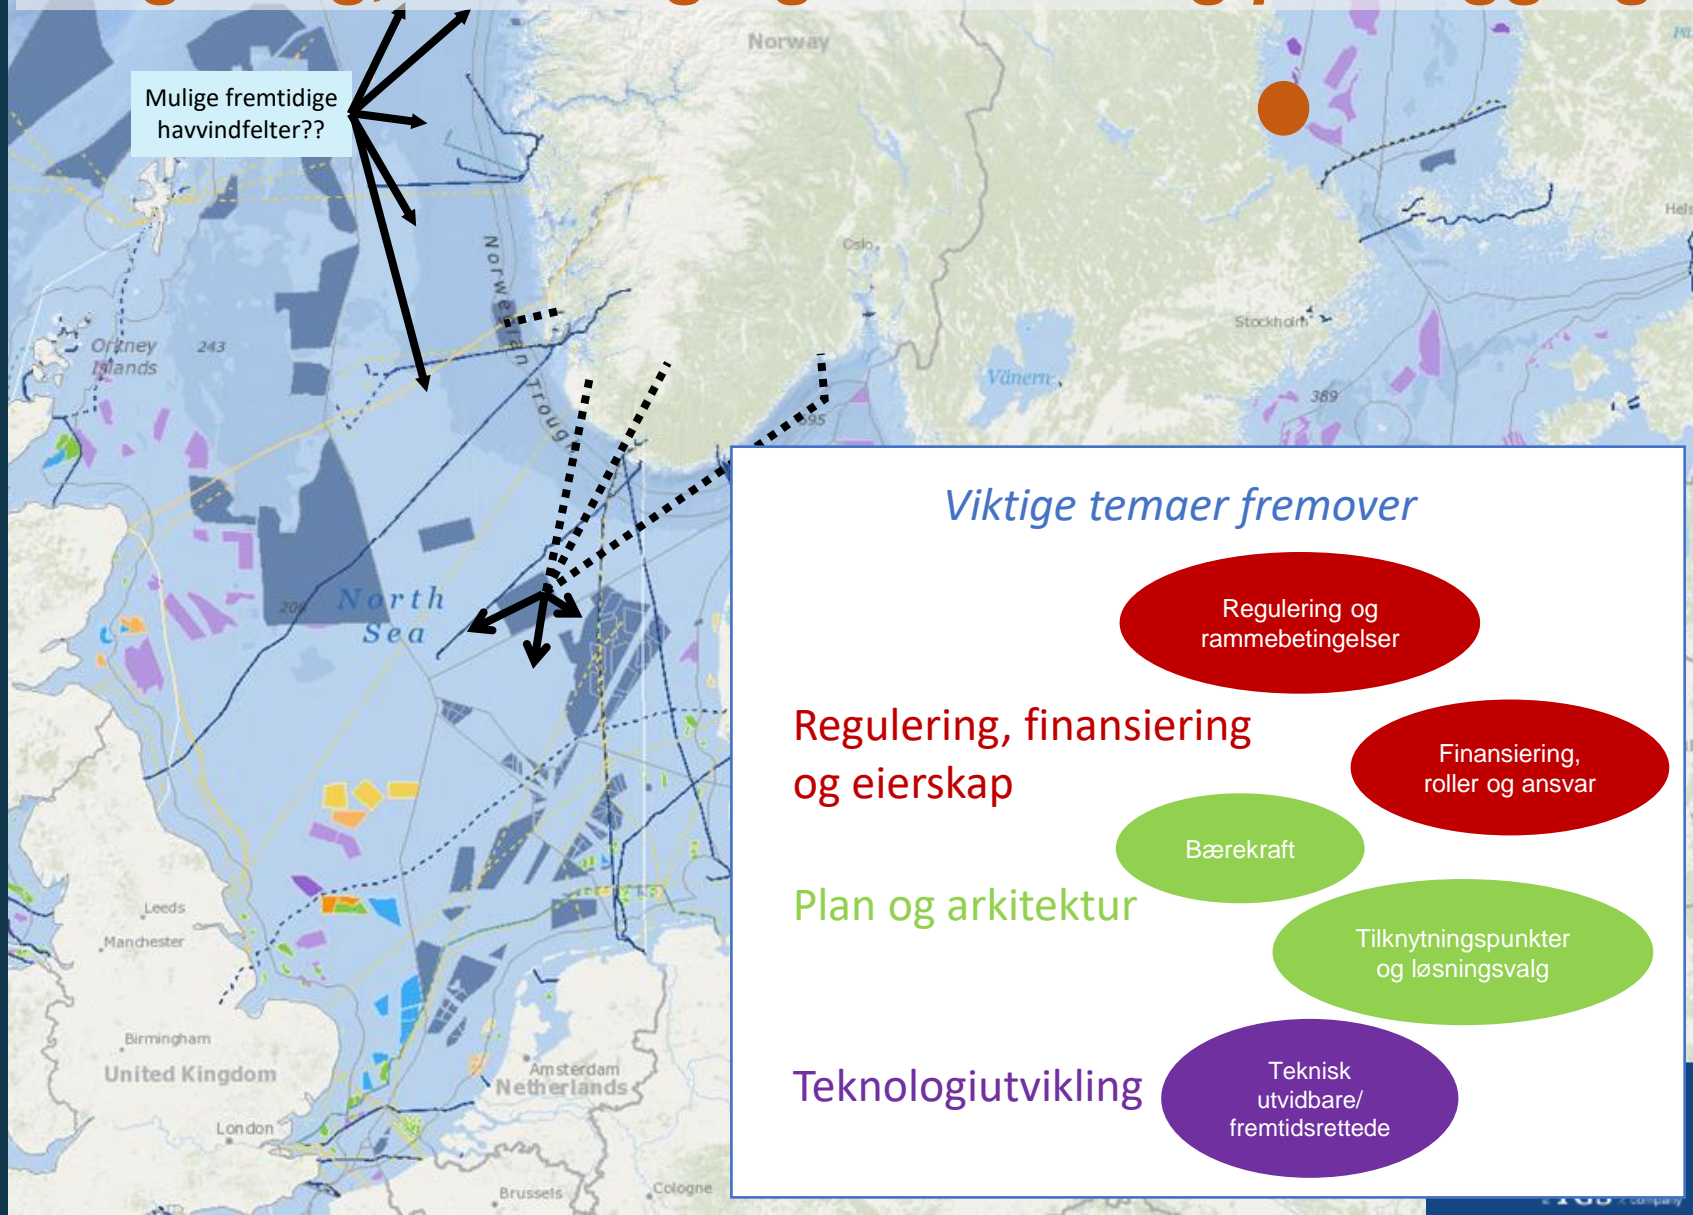 Norway
Mulige fremtidige
havvindfelter??
Norwegian Trough
Oslo
Orkney
Islands
243
Stockholm
Vänern
389
595
North
Sea
206
Viktige temaer fremover
Regulering og
rammebetingelser
Regulering, finansiering
og eierskap
Finansiering,
roller og ansvar
Bærekraft
Plan og arkitektur
Tilknytningspunkter
og løsningsvalg
Teknologiutvikling
Teknisk
utvidbare/
fremtidsrettede
Leeds
Manchester
Birmingham
United Kingdom
London
Amsterdam
Netherlands
Brussels
Cologne